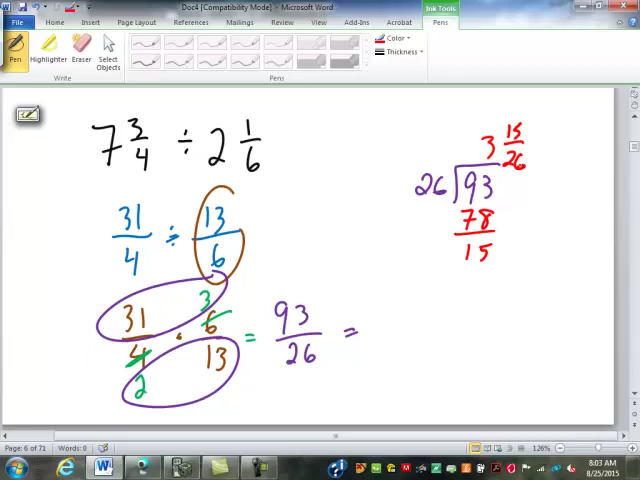 Doc4 [Compatibility Mode] - Microsoft Word
Ink Tools
File Home Insert Page Layout References Mailings Review View Add-Ins Acrobat Pens
Pen Highlighter Eraser Select Objects
Color
Thickness
Write Pens
7 3/4 ÷ 2 1/6
31/4 ÷ 13/6
31/4 · 6/13 = 93/26 =
3
2
3 15/26
26 93
78
15
Page: 6 of 71 Words: 0 126%
8:03 AM
8/25/2015